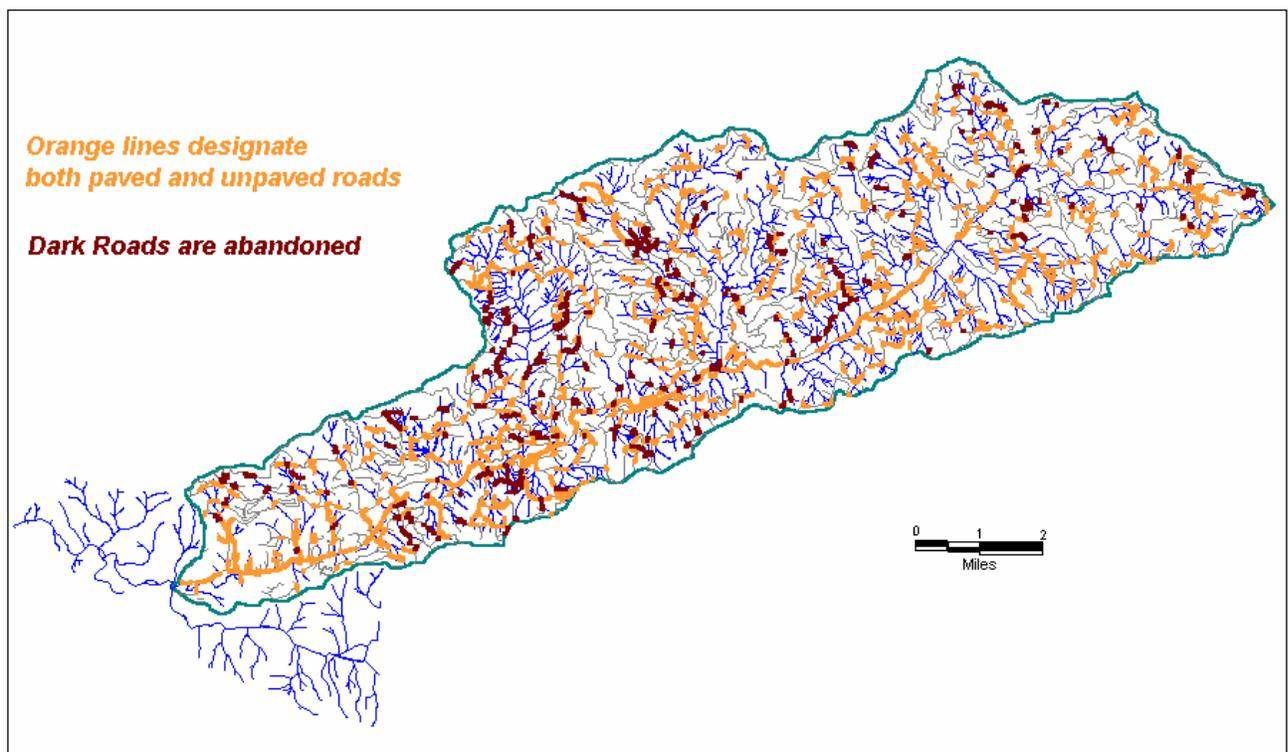 Orange lines designate
both paved and unpaved roads
Dark Roads are abandoned
0 1 2
Miles